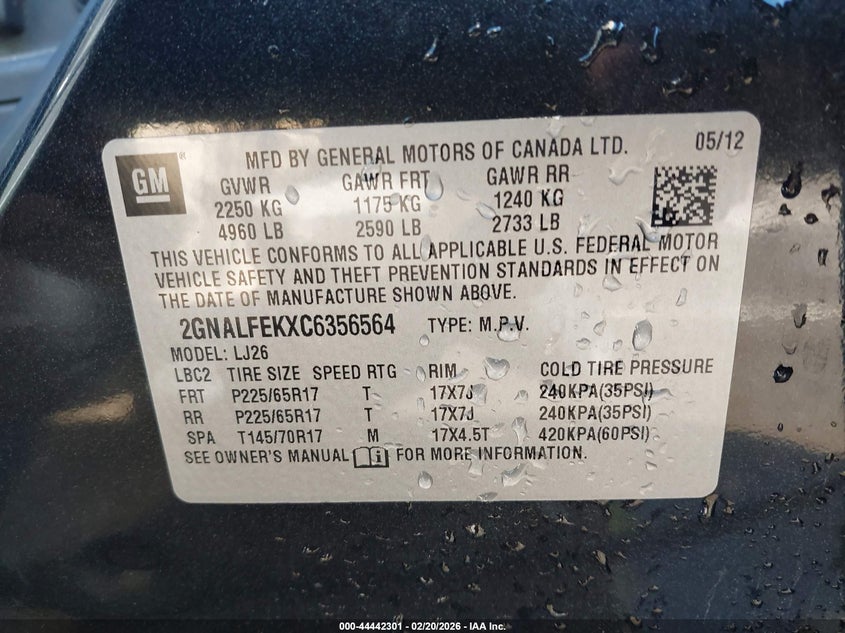 GM ® MFD BY GENERAL MOTORS OF CANADA LTD. 05/12
GVWR GAWR FRT GAWR RR
2250 KG 1175 KG 1240 KG
4960 LB 2590 LB 2733 LB
THIS VEHICLE CONFORMS TO ALL APPLICABLE U.S. FEDERAL MOTOR
VEHICLE SAFETY AND THEFT PREVENTION STANDARDS IN EFFECT ON
THE DATE OF MANUFACTURE SHOWN ABOVE.
2GNALFEKXC6356564 TYPE: M.P.V.
MODEL: LJ26
LBC2 TIRE SIZE SPEED RTG RIM COLD TIRE PRESSURE
FRT P225/65R17 T 17X7J 240KPA(35PSI)
RR P225/65R17 T 17X7J 240KPA(35PSI)
SPA T145/70R17 M 17X4.5T 420KPA(60PSI)
SEE OWNER'S MANUAL FOR MORE INFORMATION.
000-44442301 - 02/20/2026 - IAA Inc.